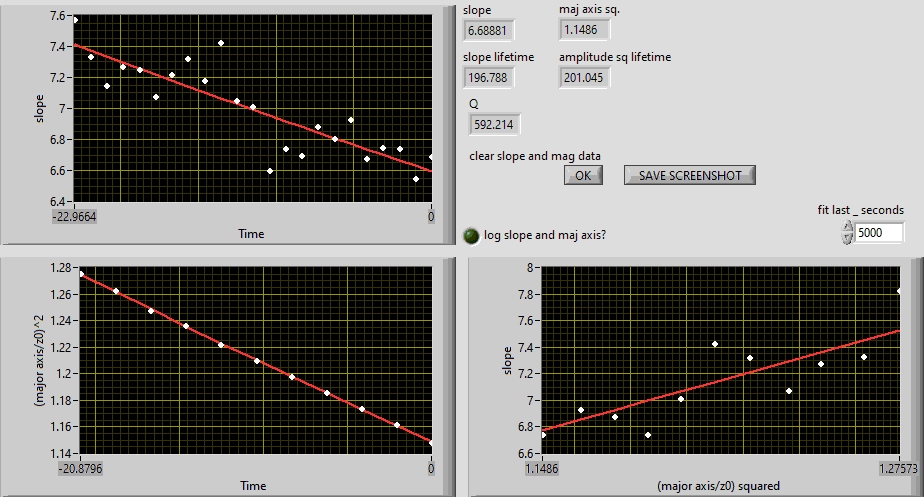 7.6
7.4
7.2
7
6.8
6.6
6.4
slope
-22.9664
0
Time
slope
maj axis sq.
6.68881
1.1486
slope lifetime
amplitude sq lifetime
196.788
201.045
Q
592.214
clear slope and mag data
OK
SAVE SCREENSHOT
fit last _ seconds
log slope and maj axis?
5000
1.28
1.26
1.24
1.22
1.2
1.18
1.16
1.14
(major axis/z0)^2
-20.8796
0
Time
8
7.8
7.6
7.4
7.2
7
6.8
6.6
slope
1.1486
1.27573
(major axis/z0) squared